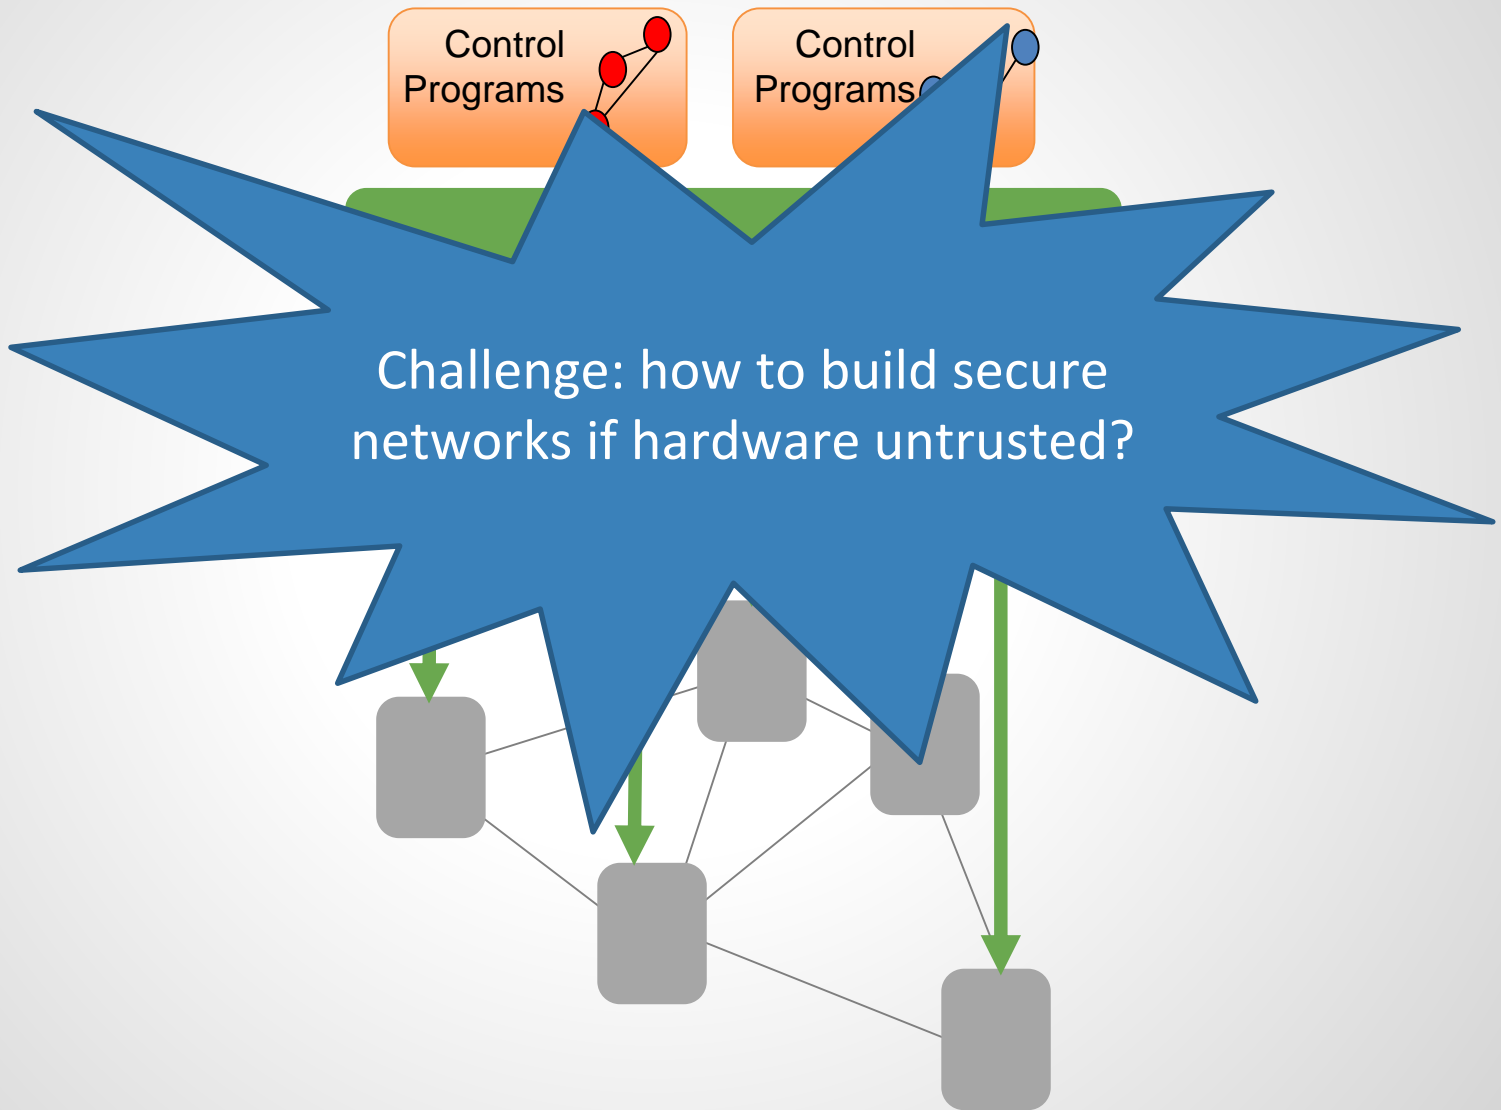 Control
Programs
Control
Programs
Challenge: how to build secure
networks if hardware untrusted?